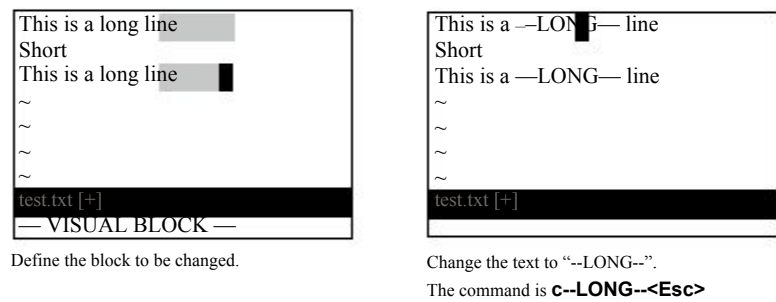 This is a long line
Short
This is a long line
~
~
~
~
test.txt [+]
— VISUAL BLOCK —
Define the block to be changed.
This is a –—LONG— line
Short
This is a —LONG— line
~
~
~
~
test.txt [+]
Change the text to “--LONG--”.
The command is c--LONG--<Esc>